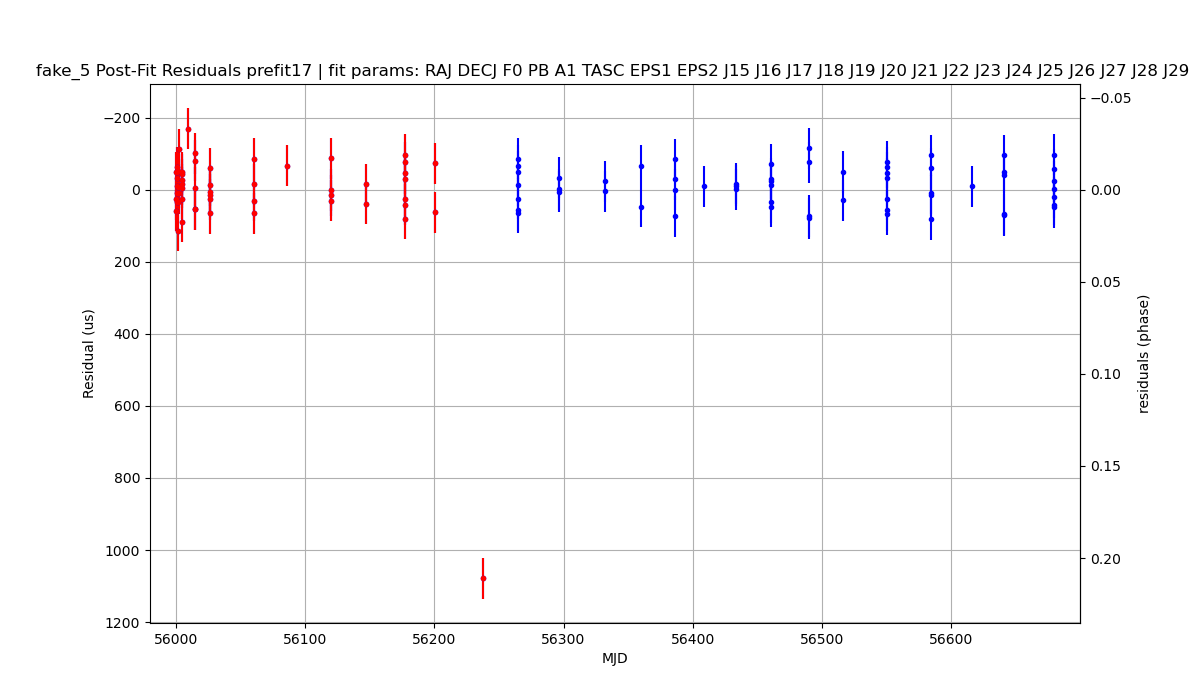 fake_5 Post-Fit Residuals prefit17 | fit params: RAJ DECJ F0 PB A1 TASC EPS1 EPS2 J15 J16 J17 J18 J19 J20 J21 J22 J23 J24 J25 J26 J27 J28 J29
−200
0
200
400
600
800
1000
1200
Residual (us)
−0.05
0.00
0.05
0.10
0.15
0.20
residuals (phase)
56000 56100 56200 56300 56400 56500 56600
MJD